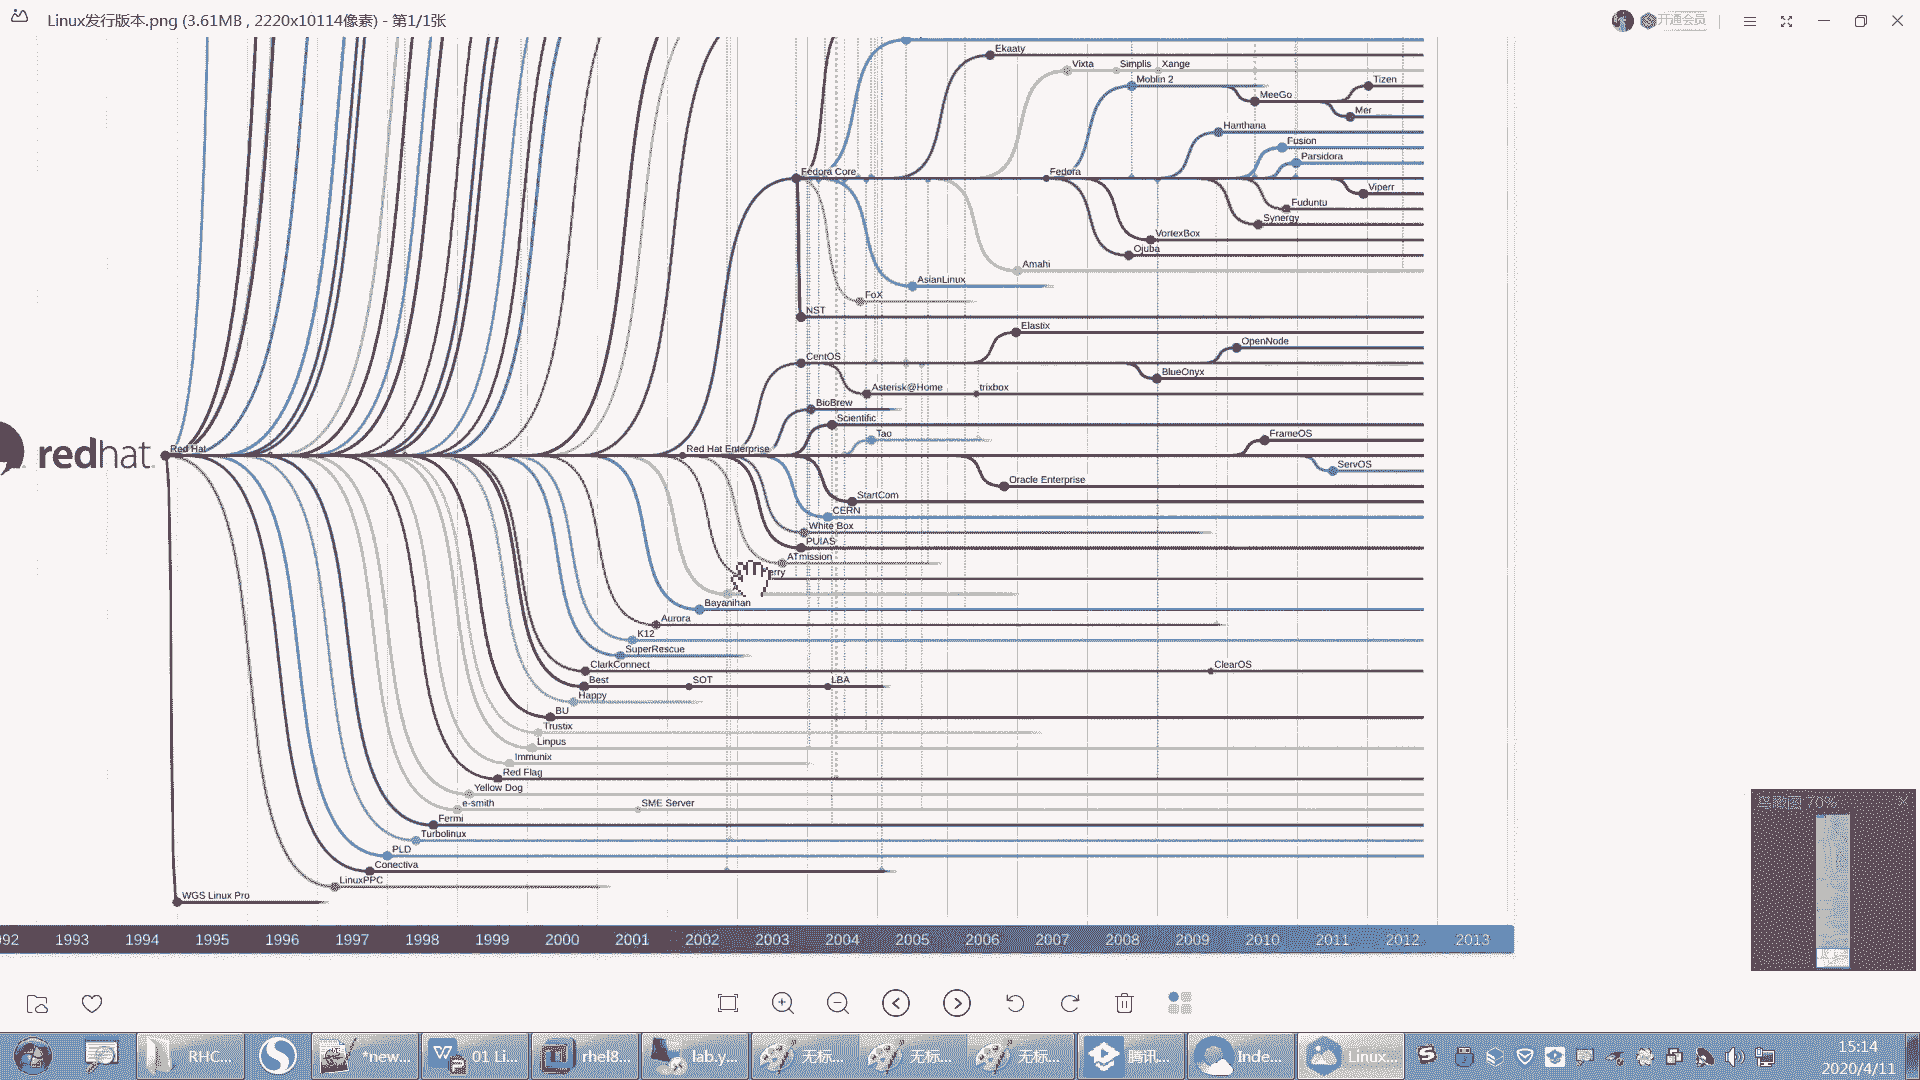 Linux发行版本.png (3.61MB , 2220x10114像素) - 第1/1张
开通会员
Ekaaty
Vixta
Simplis
Xange
Moblin 2
Tizen
MeeGo
Mer
Hanthana
Fusion
Parsidora
Fedora Core
Fedora
Viperr
Fuduntu
Synergy
VortexBox
Ojuba
Amahi
AsianLinux
FoX
NST
Elastix
OpenNode
CentOS
BlueOnyx
Asterisk@Home
trixbox
BioBrew
Scientific
Tao
FrameOS
redhat.
Red Hat
Red Hat Enterprise
ServOS
Oracle Enterprise
StartCom
CERN
White Box
PUIAS
ATmission
erry
Bayanihan
Aurora
K12
SuperRescue
ClarkConnect
ClearOS
Best
SOT
LBA
Happy
BU
Trustix
Linpus
Immunix
Red Flag
Yellow Dog
e-smith
SME Server
Fermi
Turbolinux
PLD
Conectiva
LinuxPPC
WGS Linux Pro
鸟瞰图 70%
92 1993 1994 1995 1996 1997 1998 1999 2000 2001 2002 2003 2004 2005 2006 2007 2008 2009 2010 2011 2012 2013
RHC...
*new...
01 Li...
rhel8...
lab.y...
无标...
无标...
无标...
腾讯...
Inde...
Linux...
15:14
2020/4/11